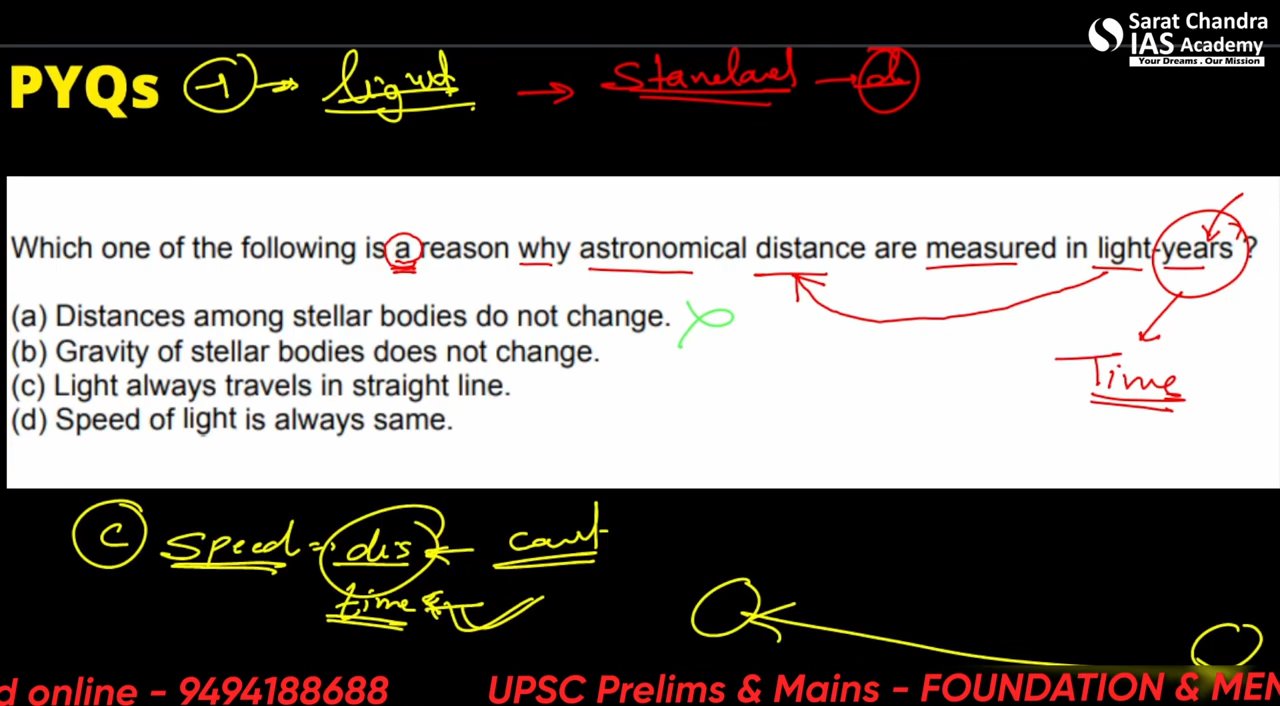 Sarat Chandra
IAS Academy
Your Dreams . Our Mission
PYQs
Standard
Which one of the following is a reason why astronomical distance are measured in light-years ?
(a) Distances among stellar bodies do not change.
(b) Gravity of stellar bodies does not change.
(c) Light always travels in straight line.
(d) Speed of light is always same.
Time
C speed = dis
time
d online - 9494188688 UPSC Prelims & Mains - FOUNDATION & MEN